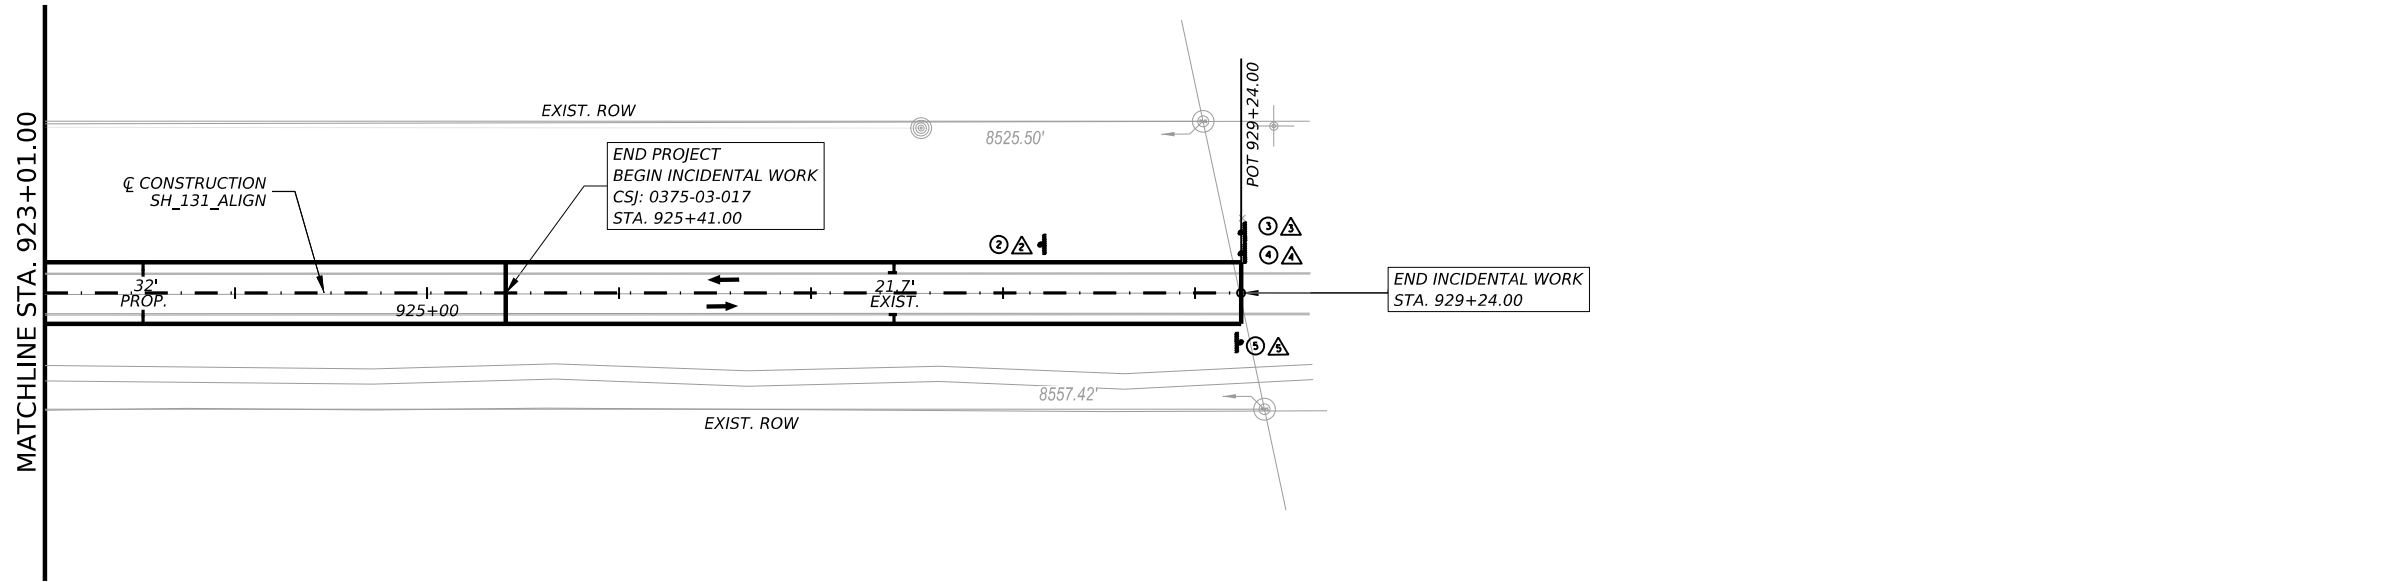 MATCHLINE STA. 923+01.00
EXIST. ROW
8525.50'
POT 929+24.00
END PROJECT
BEGIN INCIDENTAL WORK
CSJ: 0375-03-017
STA. 925+41.00
℄ CONSTRUCTION
SH_131_ALIGN
3 3
2 2
4 4
32'
PROP.
21.7'
EXIST.
925+00
END INCIDENTAL WORK
STA. 929+24.00
5 5
8557.42'
EXIST. ROW